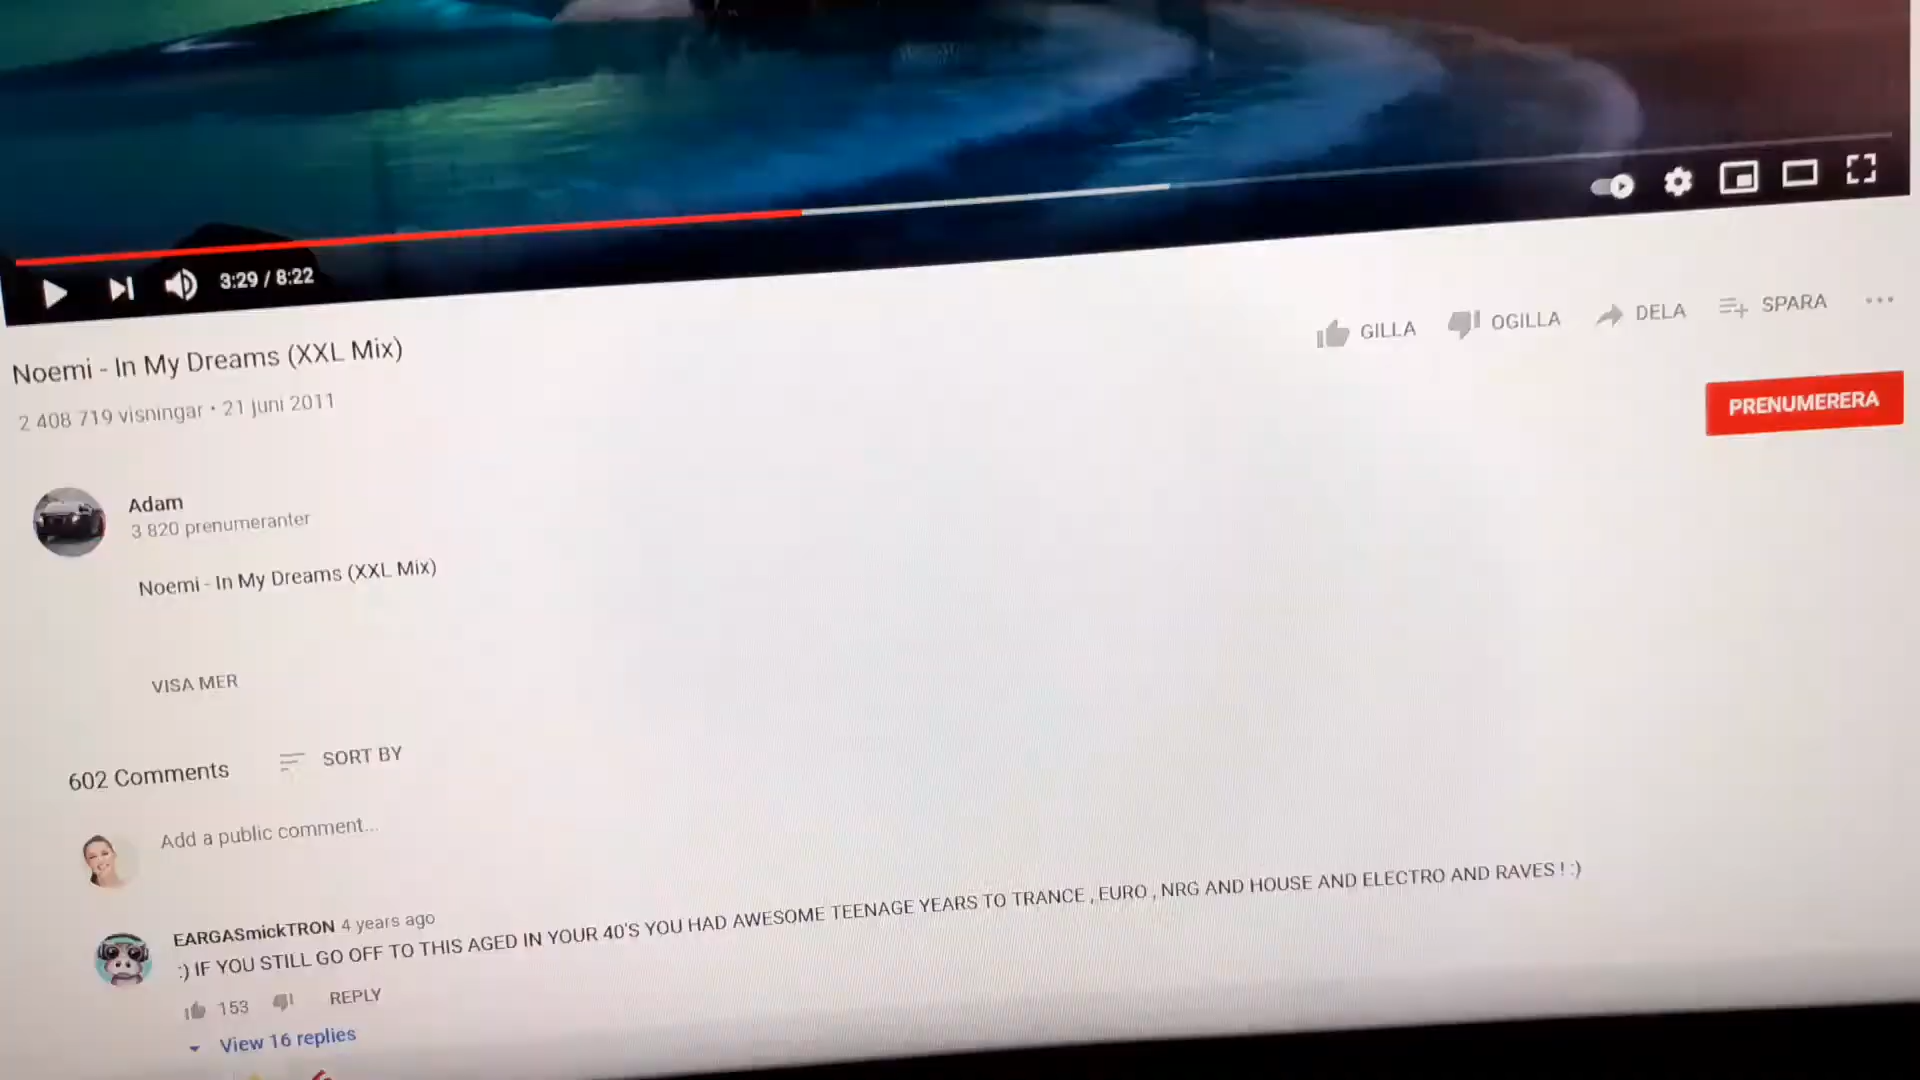 3:29 / 8:22
Noemi - In My Dreams (XXL Mix)
2 408 719 visningar • 21 juni 2011
GILLA
OGILLA
DELA
SPARA
PRENUMERERA
Adam
3 820 prenumeranter
Noemi - In My Dreams (XXL Mix)
VISA MER
602 Comments
SORT BY
Add a public comment...
EARGASmickTRON 4 years ago
:) IF YOU STILL GO OFF TO THIS AGED IN YOUR 40'S YOU HAD AWESOME TEENAGE YEARS TO TRANCE , EURO , NRG AND HOUSE AND ELECTRO AND RAVES ! :)
153
REPLY
View 16 replies